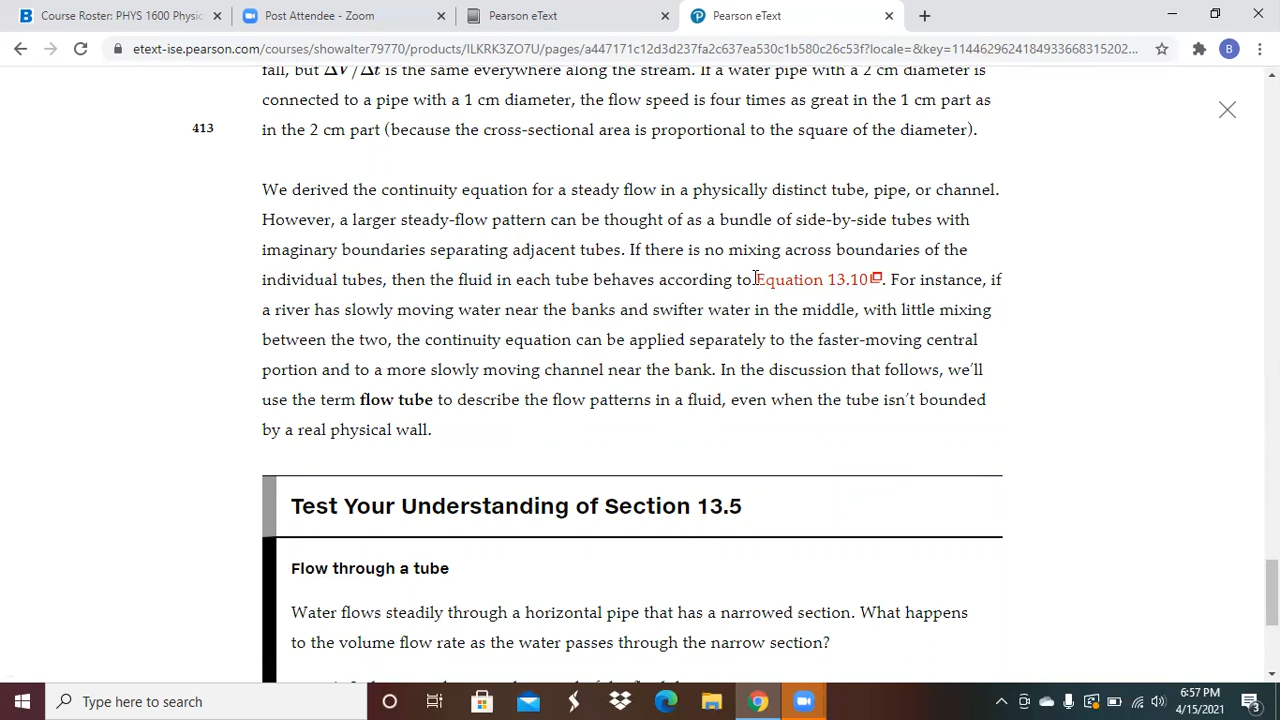 Course Roster: PHYS 1600 Physic
Post Attendee - Zoom
Pearson eText
Pearson eText
etext-ise.pearson.com/courses/showalter79770/products/ILKRK3ZO7U/pages/a447171c12d3d237fa2c637ea530c1b580c26c53f?locale=&key=1144629624184933668315202...
B
fall, but ΔV/Δt is the same everywhere along the stream. If a water pipe with a 2 cm diameter is
connected to a pipe with a 1 cm diameter, the flow speed is four times as great in the 1 cm part as
413
in the 2 cm part (because the cross-sectional area is proportional to the square of the diameter).
We derived the continuity equation for a steady flow in a physically distinct tube, pipe, or channel.
However, a larger steady-flow pattern can be thought of as a bundle of side-by-side tubes with
imaginary boundaries separating adjacent tubes. If there is no mixing across boundaries of the
individual tubes, then the fluid in each tube behaves according to Equation 13.10. For instance, if
a river has slowly moving water near the banks and swifter water in the middle, with little mixing
between the two, the continuity equation can be applied separately to the faster-moving central
portion and to a more slowly moving channel near the bank. In the discussion that follows, we'll
use the term flow tube to describe the flow patterns in a fluid, even when the tube isn't bounded
by a real physical wall.
Test Your Understanding of Section 13.5
Flow through a tube
Water flows steadily through a horizontal pipe that has a narrowed section. What happens
to the volume flow rate as the water passes through the narrow section?
Type here to search
6:57 PM
4/15/2021
3